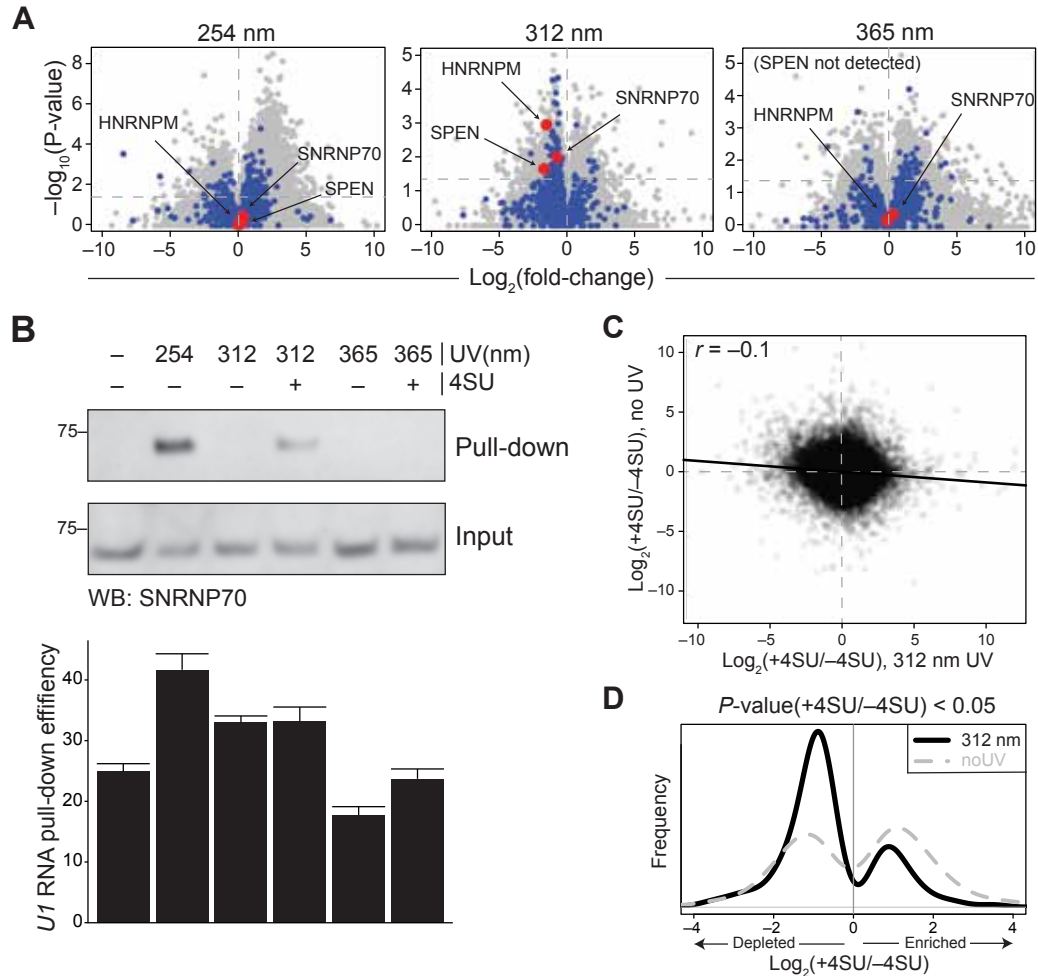 A
254 nm
312 nm
365 nm
−log10(P-value)
8
6
4
2
0
HNRNPM
SNRNP70
SPEN
−10
−5
0
5
10
5
4
3
2
1
0
HNRNPM
SPEN
SNRNP70
−10
−5
0
5
10
(SPEN not detected)
5
4
3
2
1
0
HNRNPM
SNRNP70
−10
−5
0
5
10
Log2(fold-change)
B
– 254 312 312 365 365 UV(nm)
– – – + – + 4SU
75
Pull-down
75
Input
WB: SNRNP70
U1 RNA pull-down effifiency
40
30
20
10
0
C
r = –0.1
Log2(+4SU/–4SU), no UV
10
5
0
−5
−10
−10
−5
0
5
10
Log2(+4SU/–4SU), 312 nm UV
D
P-value(+4SU/–4SU) < 0.05
312 nm
noUV
Frequency
−4
−2
0
2
4
Depleted
Enriched
Log2(+4SU/–4SU)